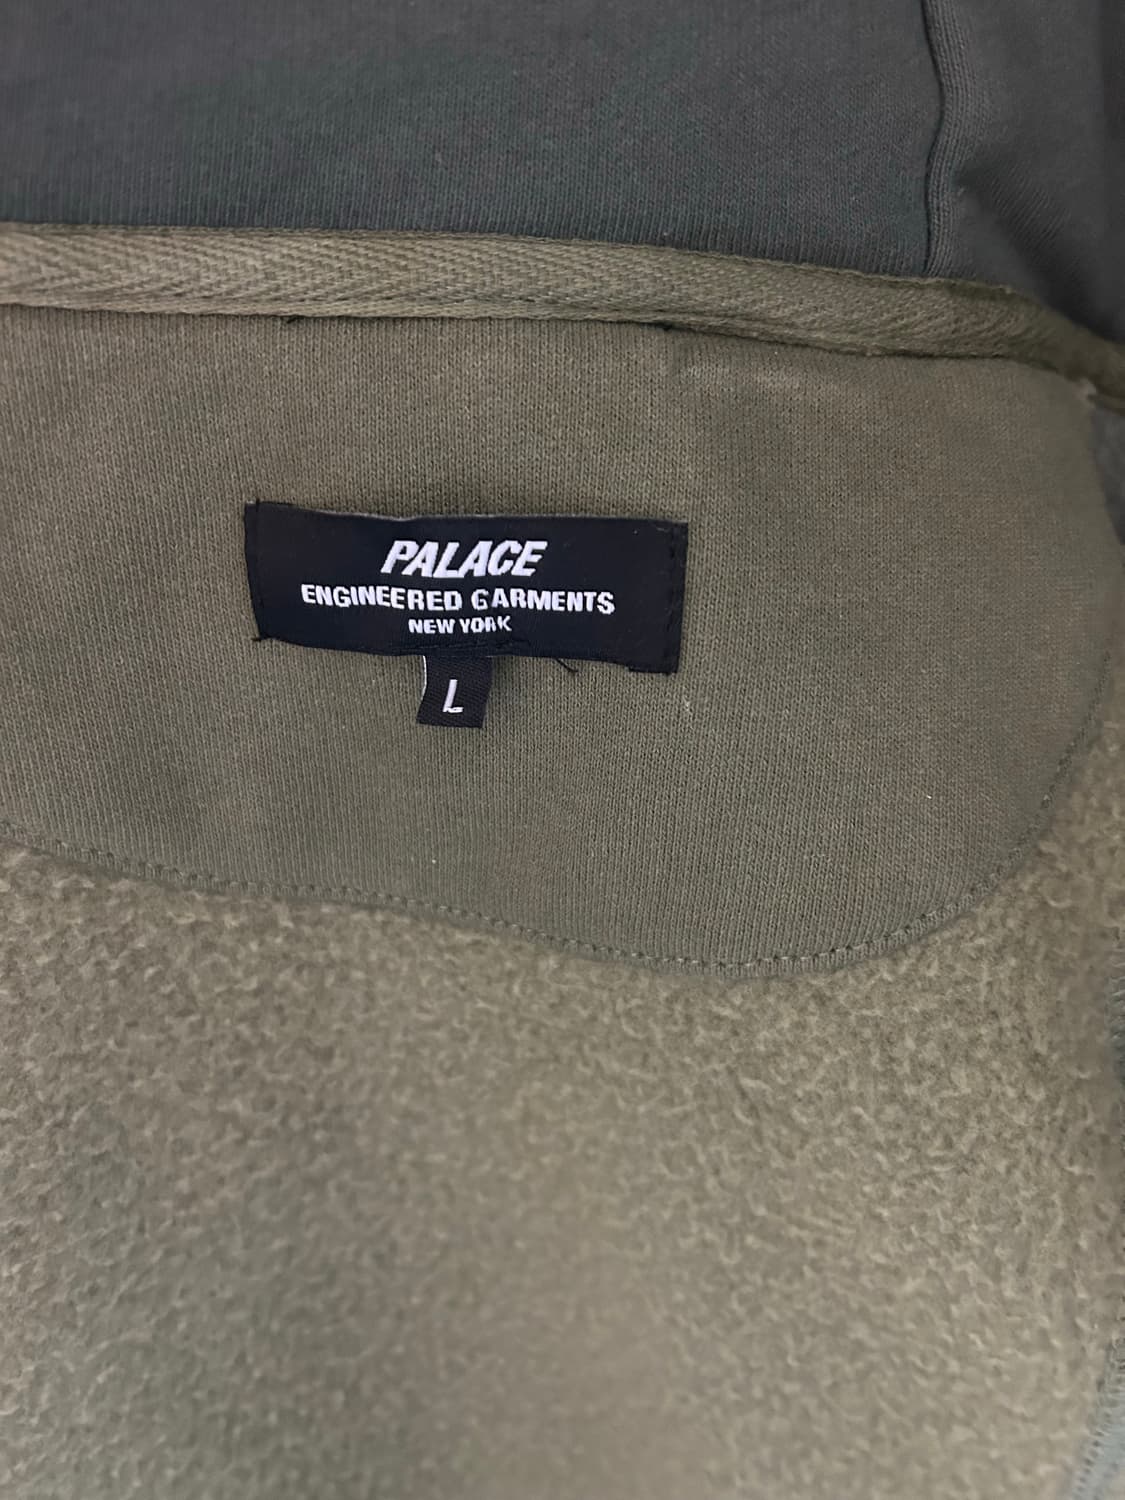 PALACE
ENGINEERED GARMENTS
NEW YORK
L